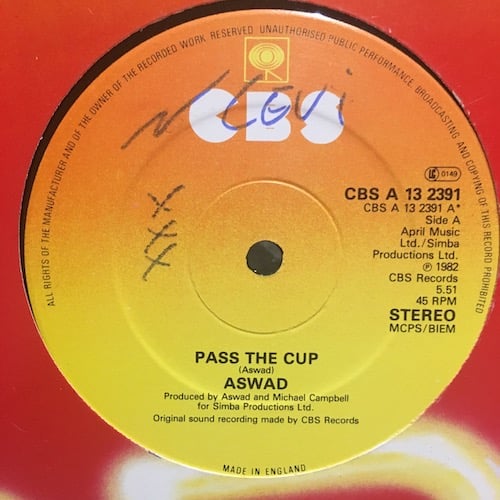 ALL RIGHTS OF THE MANUFACTURER AND OF THE OWNER OF THE RECORDED WORK RESERVED UNAUTHORISED PUBLIC PERFORMANCE BROADCASTING AND COPYING OF THIS RECORD PROHIBITED
LEVI
CBS
XXX
LC 0149
CBS A 13 2391
CBS A 13 2391 A*
Side A
April Music
Ltd./Simba
Productions Ltd.
℗ 1982
CBS Records
5.51
45 RPM
STEREO
MCPS/BIEM
PASS THE CUP
(Aswad)
ASWAD
Produced by Aswad and Michael Campbell
for Simba Productions Ltd.
Original sound recording made by CBS Records
MADE IN ENGLAND